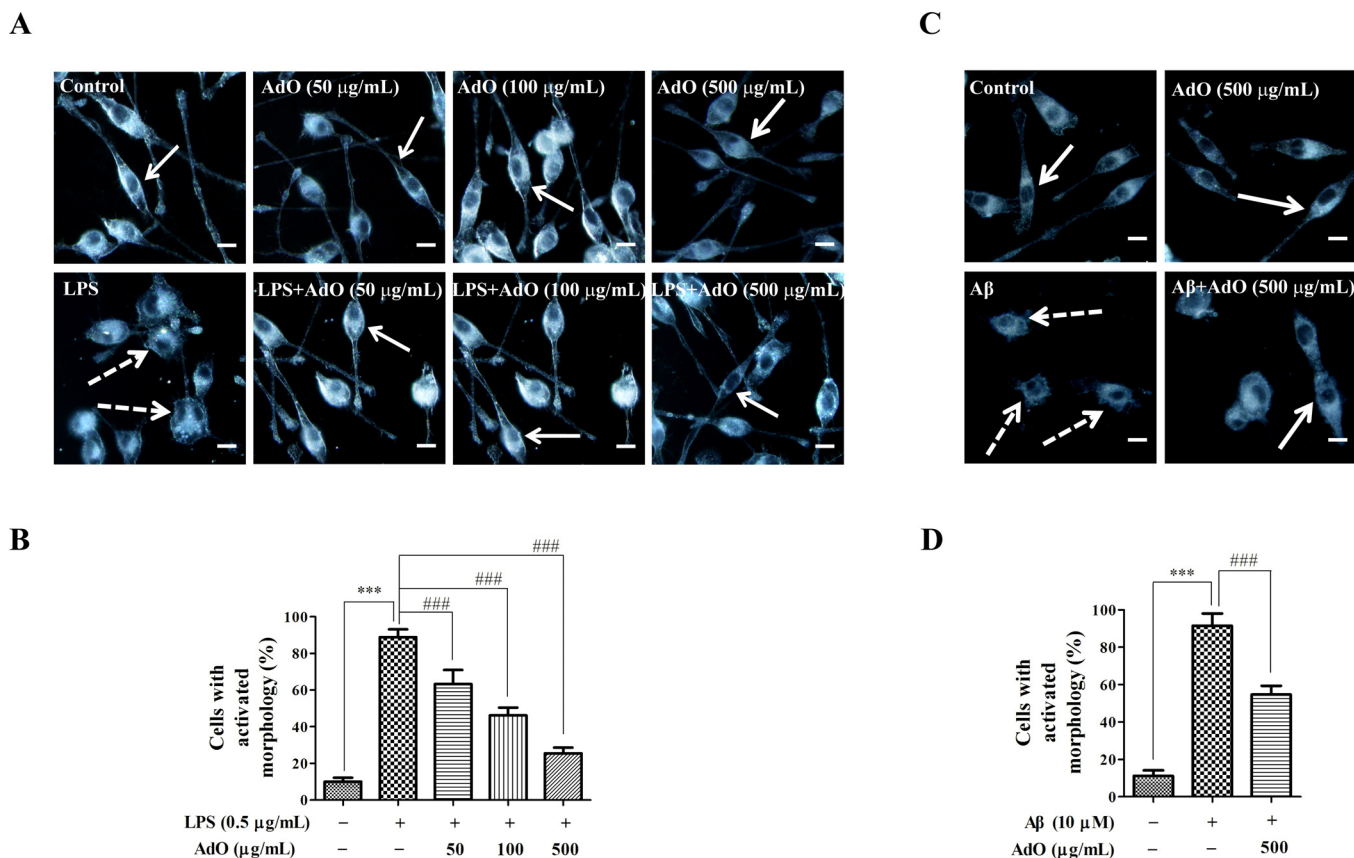 A
C
Control
AdO (50 μg/mL)
AdO (100 μg/mL)
AdO (500 μg/mL)
LPS
-LPS+AdO (50 μg/mL)
LPS+AdO (100 μg/mL)
LPS+AdO (500 μg/mL)
Control
AdO (500 μg/mL)
Aβ
Aβ+AdO (500 μg/mL)
B
###
###
***
###
Cells with
activated
morphology (%)
100
80
60
40
20
0
LPS (0.5 μg/mL) – + + + +
AdO (μg/mL) – – 50 100 500
D
***
###
Cells with
activated
morphology (%)
100
80
60
40
20
0
Aβ (10 μM) – + +
AdO (μg/mL) – – 500